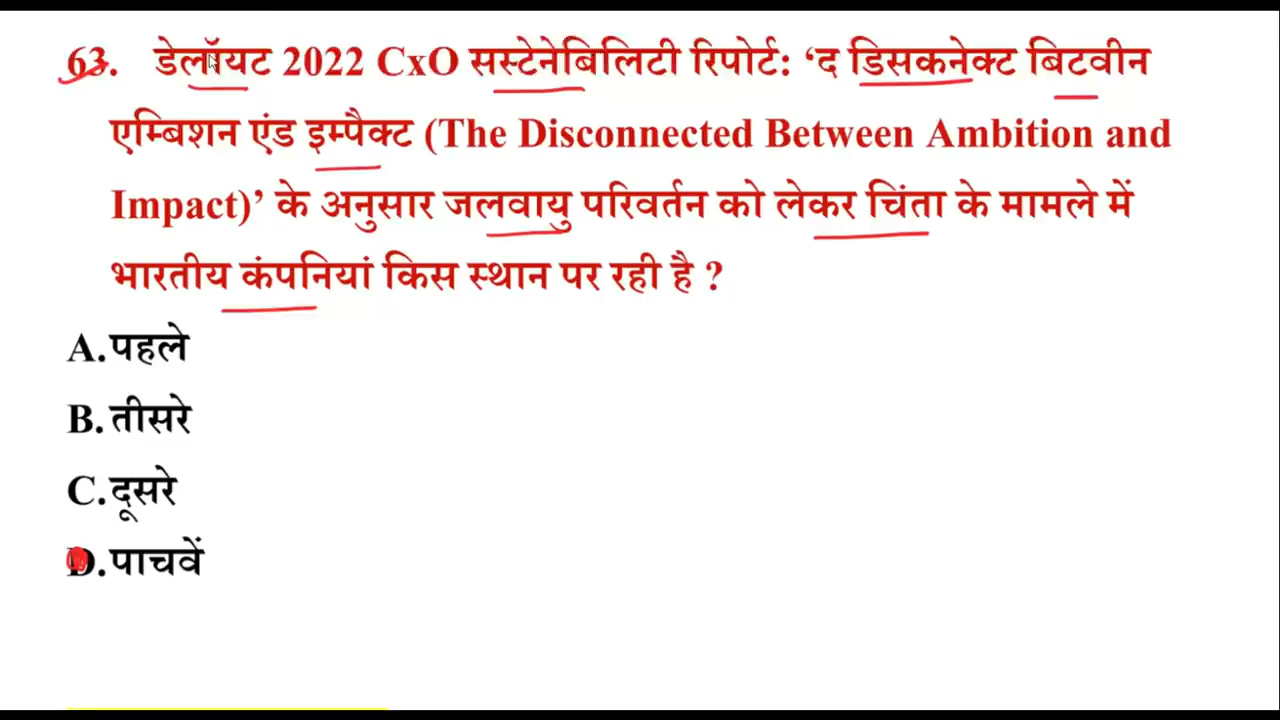 63. डेलॉयट 2022 CxO सस्टेनेबिलिटी रिपोर्ट: ‘द डिसकनेक्ट बिटवीन
एम्बिशन एंड इम्पैक्ट (The Disconnected Between Ambition and
Impact)’ के अनुसार जलवायु परिवर्तन को लेकर चिंता के मामले में
भारतीय कंपनियां किस स्थान पर रही है ?
A. पहले
B. तीसरे
C. दूसरे
D. पाचवें